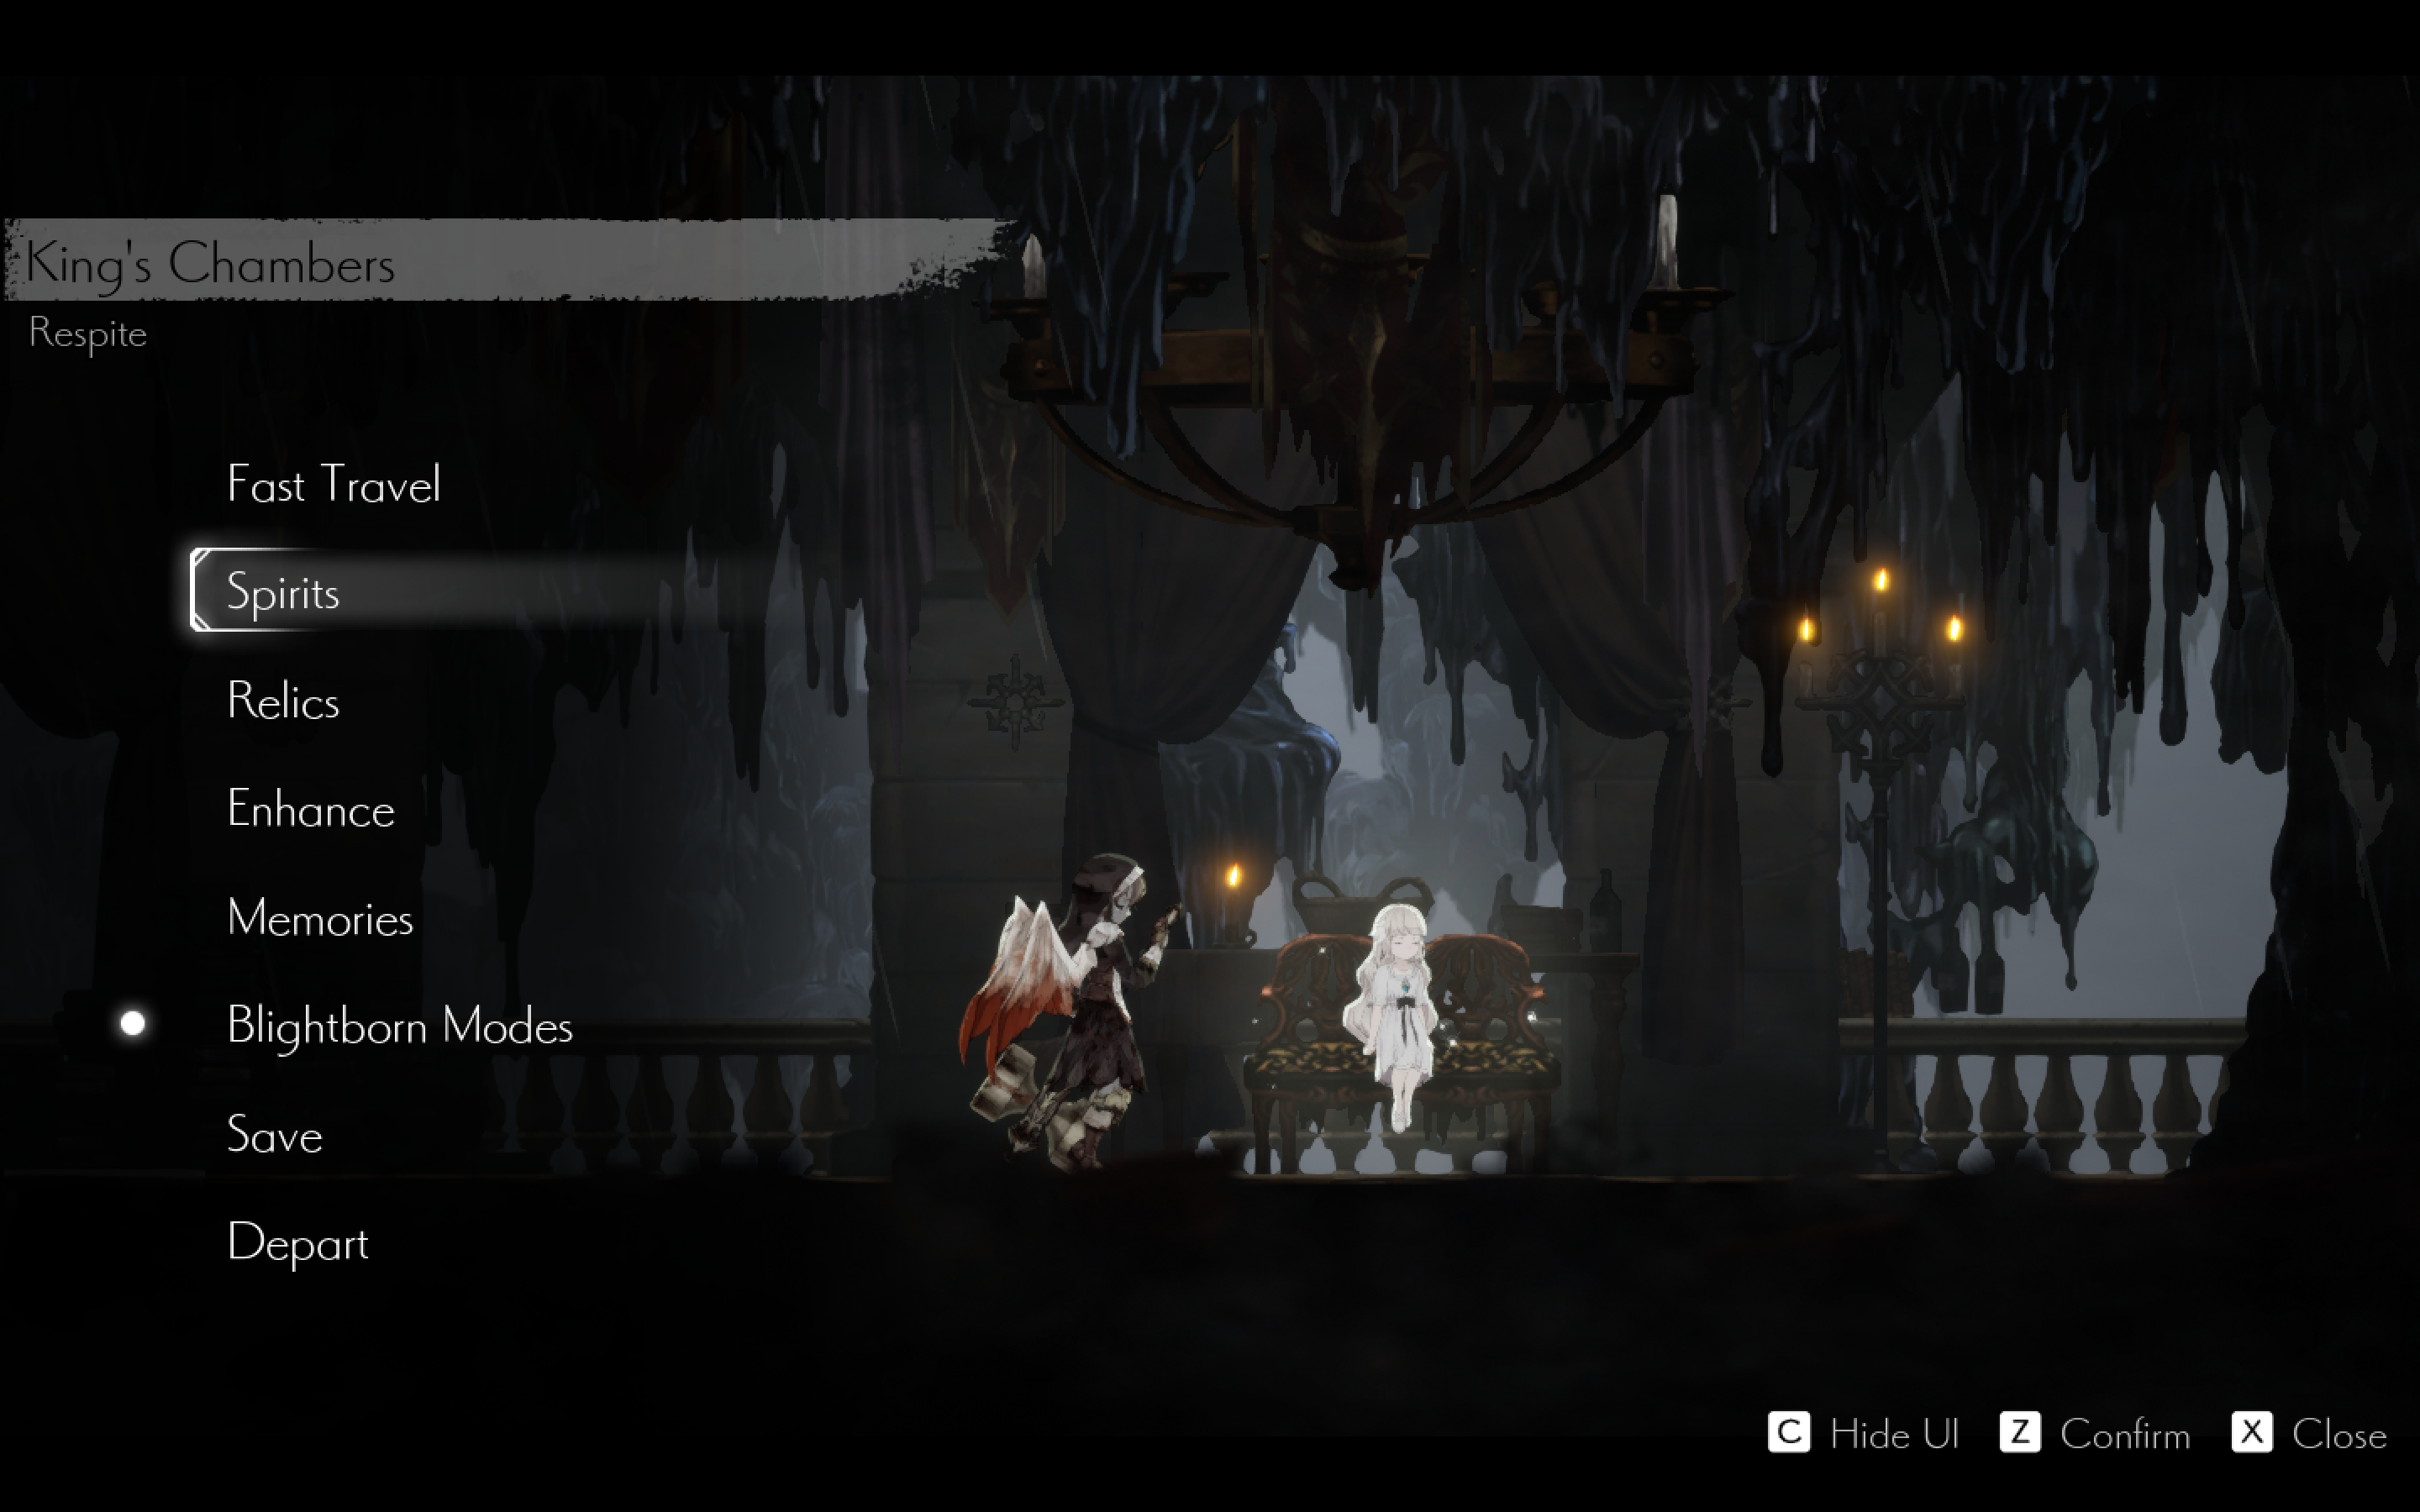 King's Chambers
Respite
Fast Travel
Spirits
Relics
Enhance
Memories
Blightborn Modes
Save
Depart
C Hide UI Z Confirm X Close